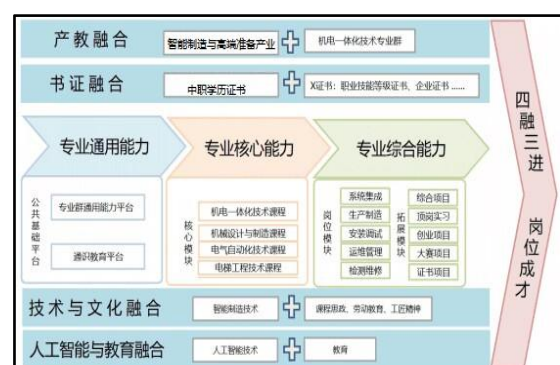 产教融合
智能制造与高端准备产业
机电一体化技术专业群
书证融合
中职学历证书
X证书：职业技能等级证书、企业证书 ......
专业通用能力
专业核心能力
专业综合能力
公共基础平台
专业群通用能力平台
通识教育平台
核心模块
机电一体化技术课程
机械设计与制造课程
电气自动化技术课程
电梯工程技术课程
岗位模块
系统集成
生产制造
安装调试
运维管理
检测维修
拓展模块
综合项目
顶岗实习
创业项目
大赛项目
证书项目
技术与文化融合
智能制造技术
课程思政、劳动教育、工匠精神
人工智能与教育融合
人工智能技术
教育
四融三进
岗位成才